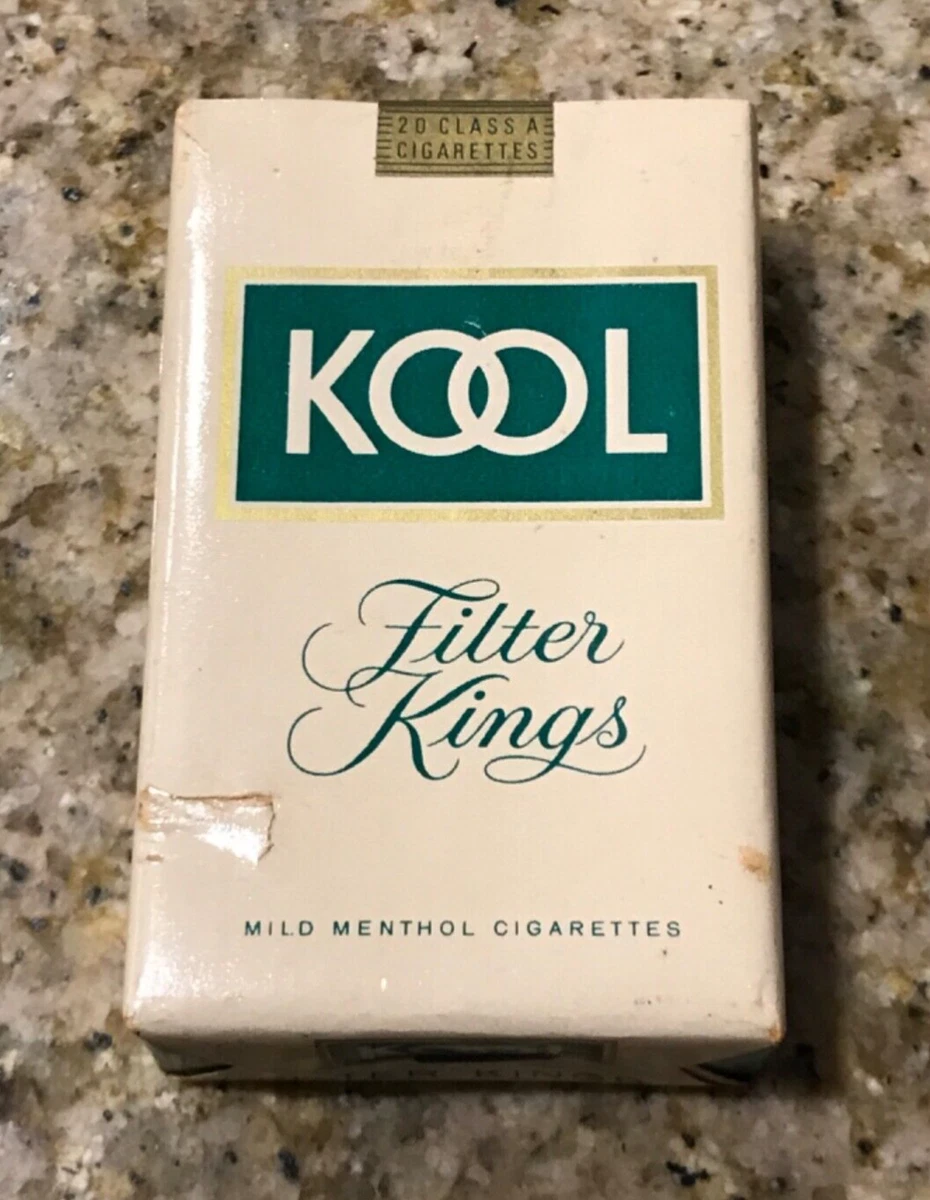 20 CLASS A
CIGARETTES
KOOL
Filter
Kings
MILD MENTHOL CIGARETTES